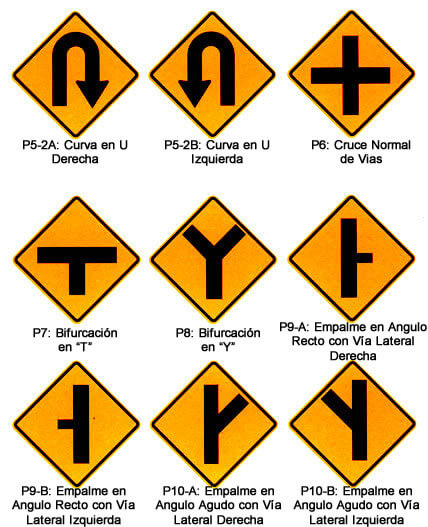 P5-2A: Curva en U
Derecha
P5-2B: Curva en U
Izquierda
P6: Cruce Normal
de Vias
P7: Bifurcación
en “T”
P8: Bifurcación
en “Y”
P9-A: Empalme en Angulo
Recto con Vía Lateral
Derecha
P9-B: Empalme en
Angulo Recto con Vía
Lateral Izquierda
P10-A: Empalme en
Angulo Agudo con Vía
Lateral Derecha
P10-B: Empalme en
Angulo Agudo con Vía
Lateral Izquierda